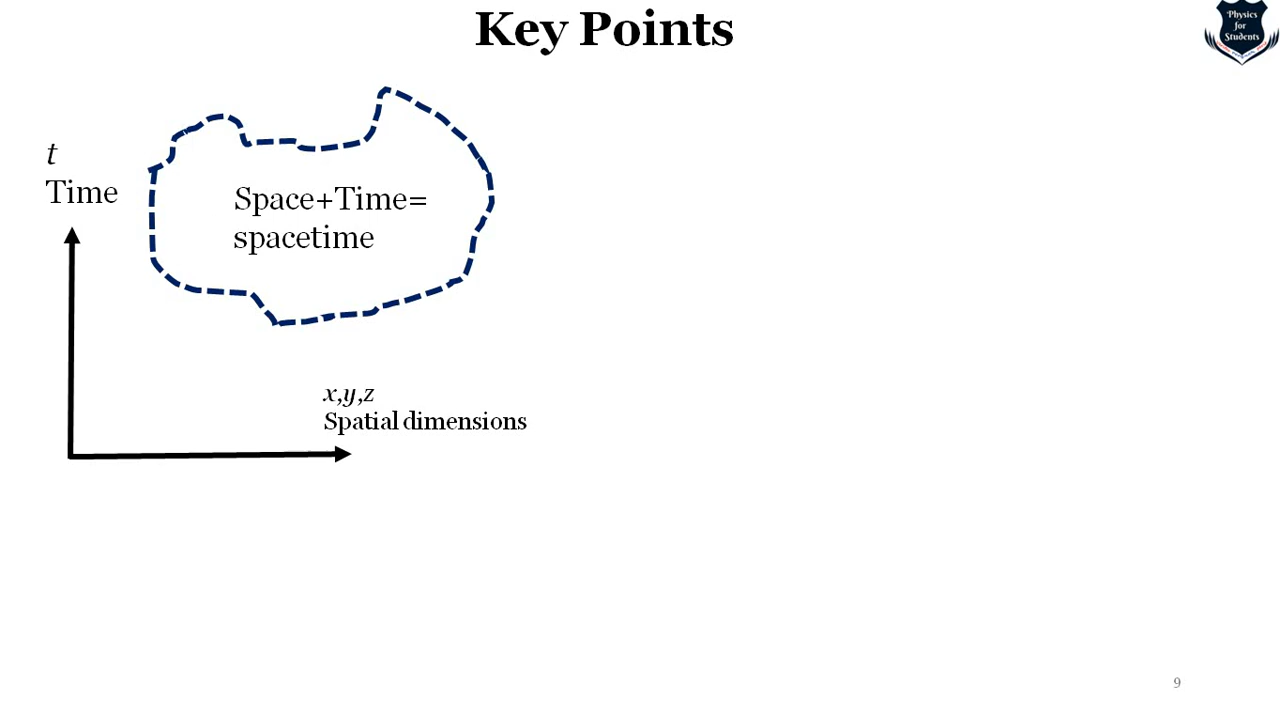 Key Points
Physics
for
Students
t
Time
Space+Time=
spacetime
x,y,z
Spatial dimensions
9